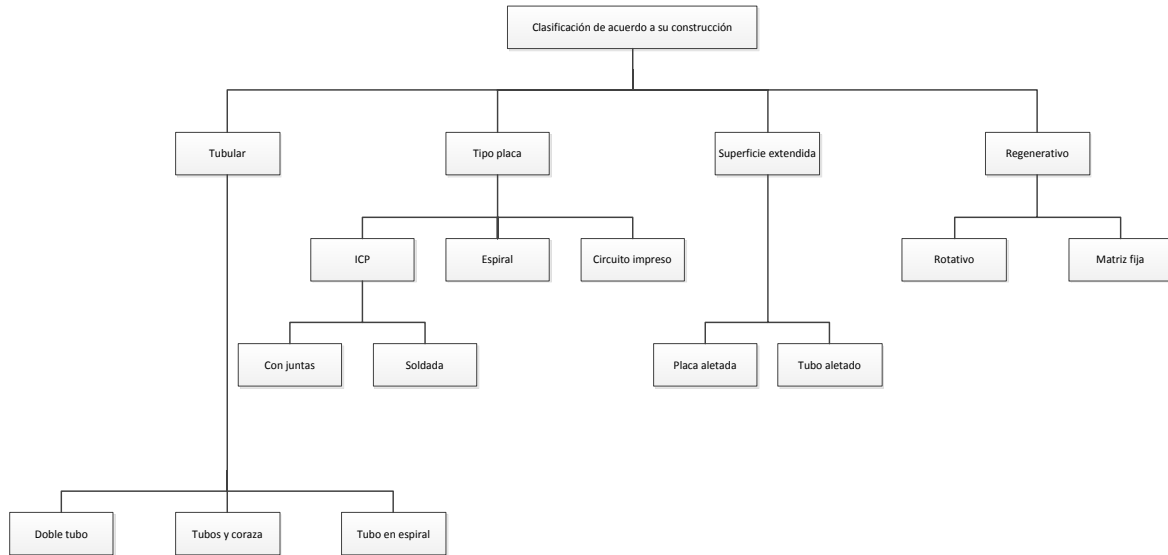 Clasificación de acuerdo a su construcción
Tubular
Tipo placa
Superficie extendida
Regenerativo
ICP
Espiral
Circuito impreso
Rotativo
Matriz fija
Con juntas
Soldada
Placa aletada
Tubo aletado
Doble tubo
Tubos y coraza
Tubo en espiral